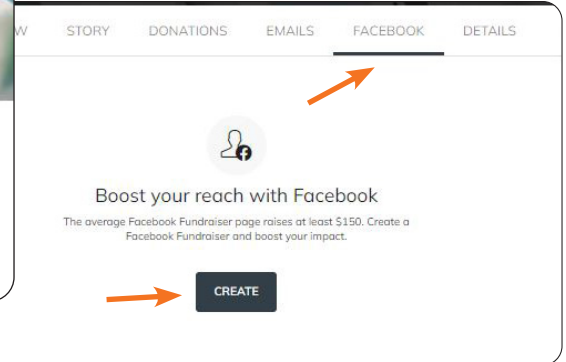 W STORY DONATIONS EMAILS FACEBOOK DETAILS
Boost your reach with Facebook
The average Facebook Fundraiser page raises at least $150. Create a
Facebook Fundraiser and boost your impact.
CREATE